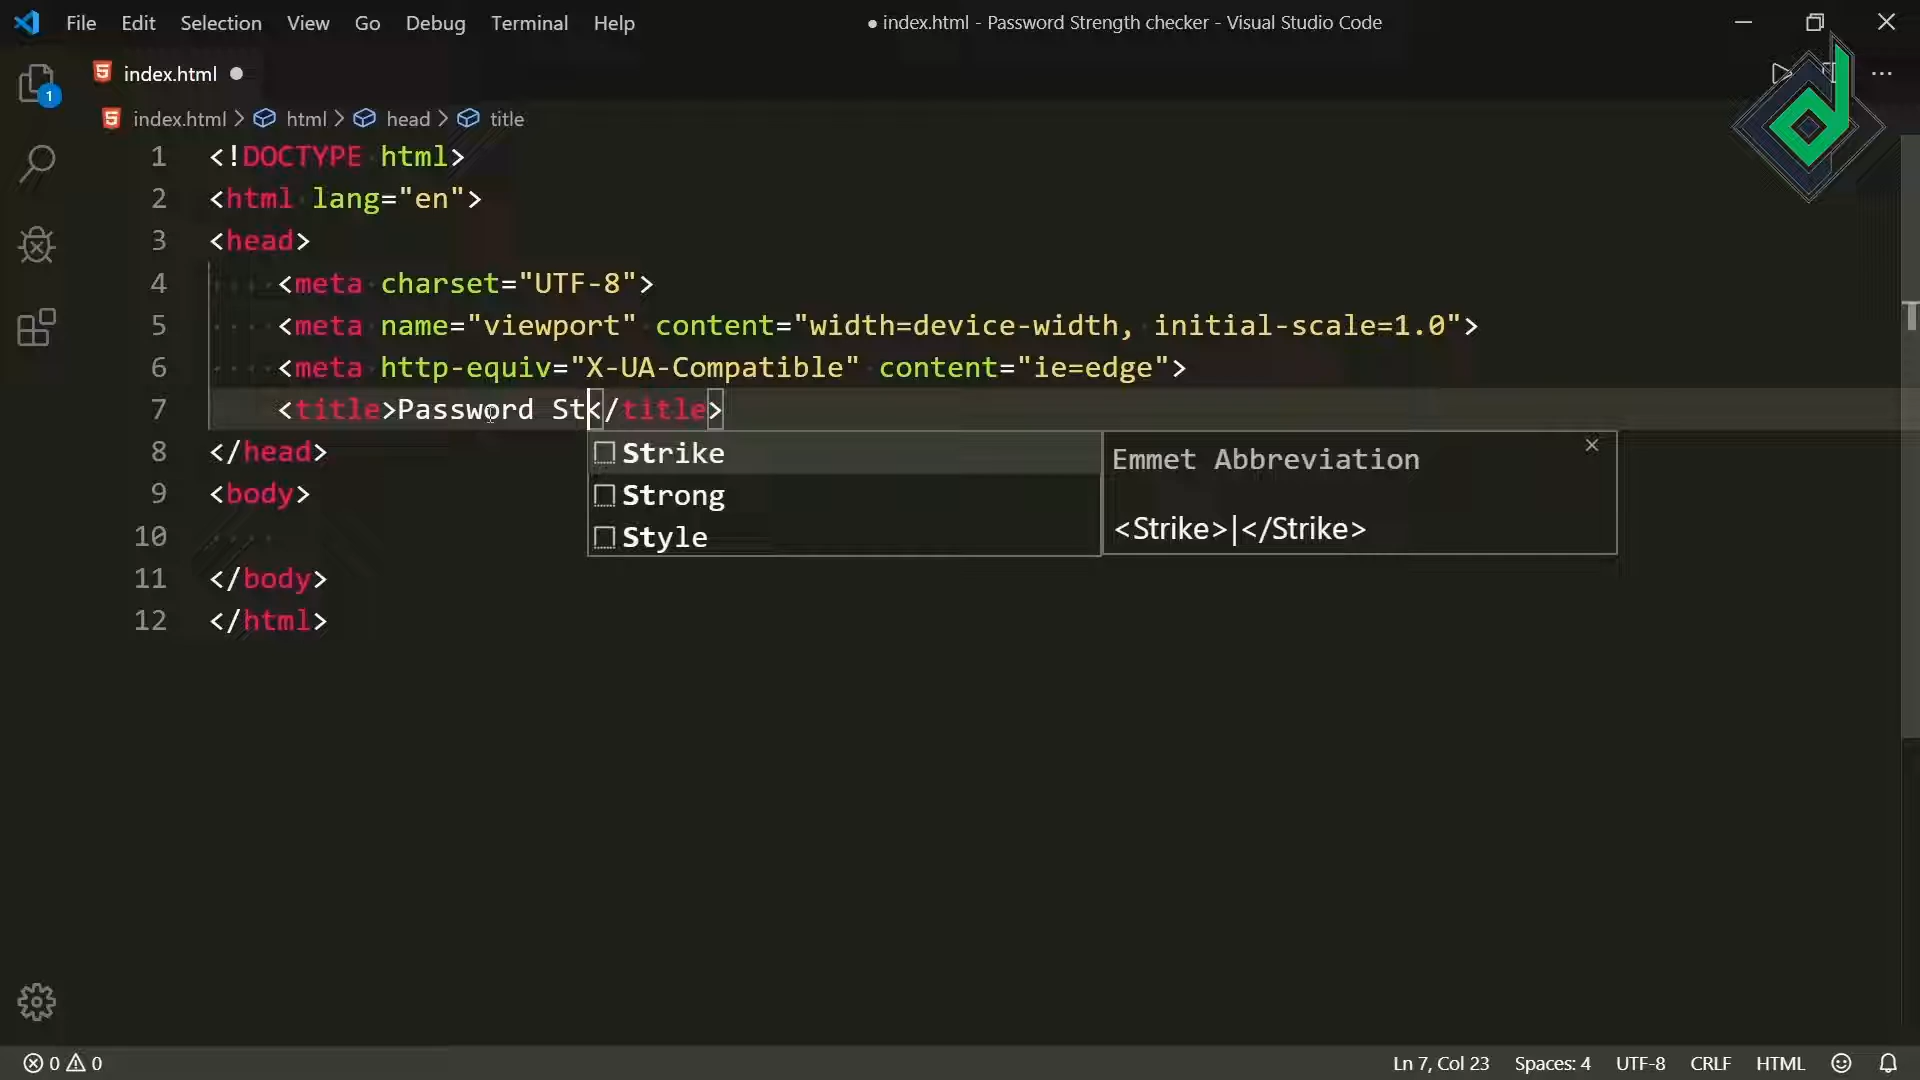 File Edit Selection View Go Debug Terminal Help ● index.html - Password Strength checker - Visual Studio Code
index.html ●
1
index.html > html > head > title
1 <!DOCTYPE html>
2 <html lang="en">
3 <head>
4 <meta charset="UTF-8">
5 <meta name="viewport" content="width=device-width, initial-scale=1.0">
6 <meta http-equiv="X-UA-Compatible" content="ie=edge">
7 <title>Password St</title>
8 </head>
9 <body>
10
11 </body>
12 </html>
Strike
Strong
Style
Emmet Abbreviation
<Strike>|</Strike>
0 0 Ln 7, Col 23 Spaces: 4 UTF-8 CRLF HTML